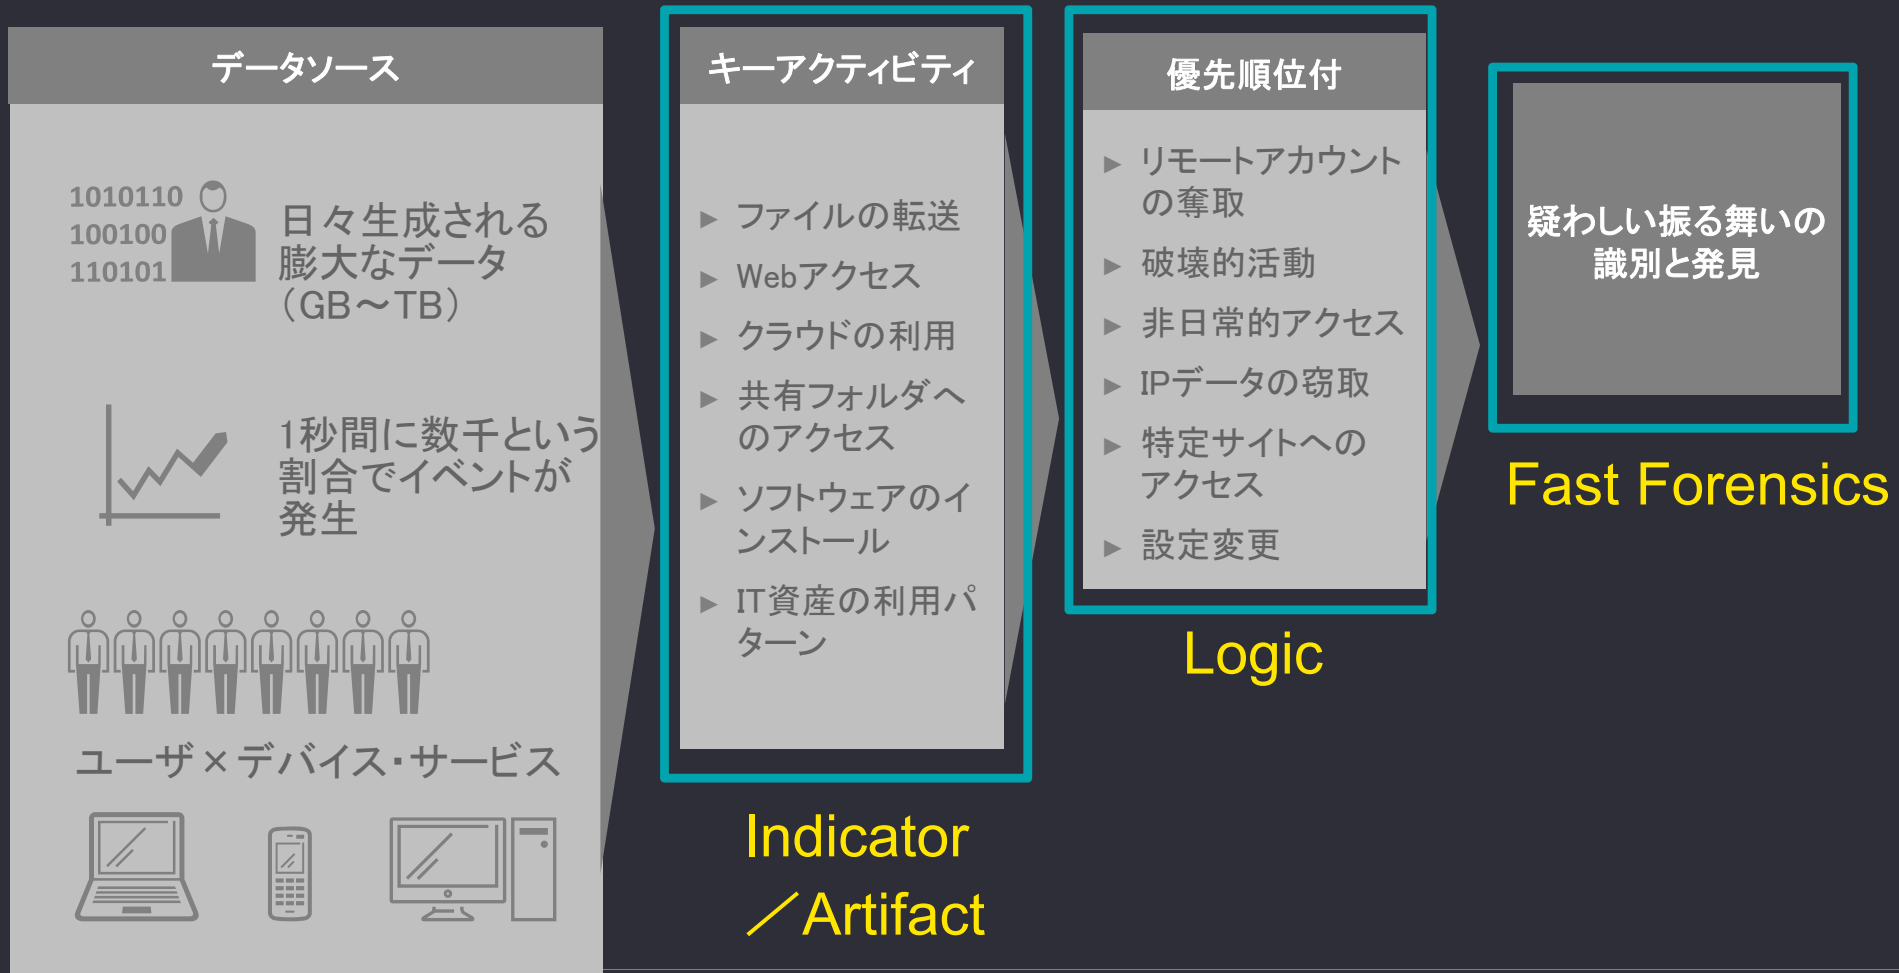 データソース
1010110
100100
110101
日々生成される
膨大なデータ
（GB～TB）
1秒間に数千という
割合でイベントが
発生
ユーザ×デバイス・サービス
キーアクティビティ
► ファイルの転送
► Webアクセス
► クラウドの利用
► 共有フォルダへ
のアクセス
► ソフトウェアのイ
ンストール
► IT資産の利用パ
ターン
Indicator
／Artifact
優先順位付
► リモートアカウント
の奪取
► 破壊的活動
► 非日常的アクセス
► IPデータの窃取
► 特定サイトへの
アクセス
► 設定変更
Logic
疑わしい振る舞いの
識別と発見
Fast Forensics